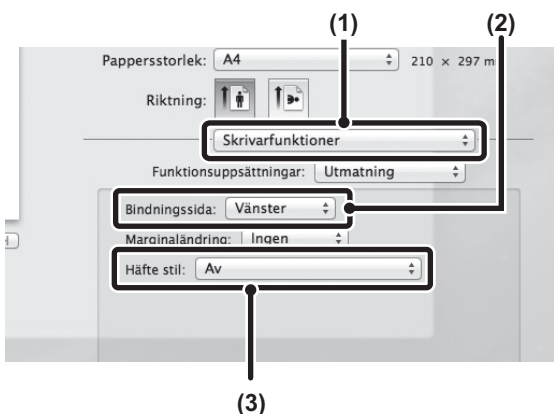 (1)
(2)
Pappersstorlek: A4 210 × 297 m
Riktning:
Skrivarfunktioner
Funktionsuppsättningar: Utmatning
Bindningssida: Vänster
Marginaländring: Ingen
Häfte stil: Av
(3)